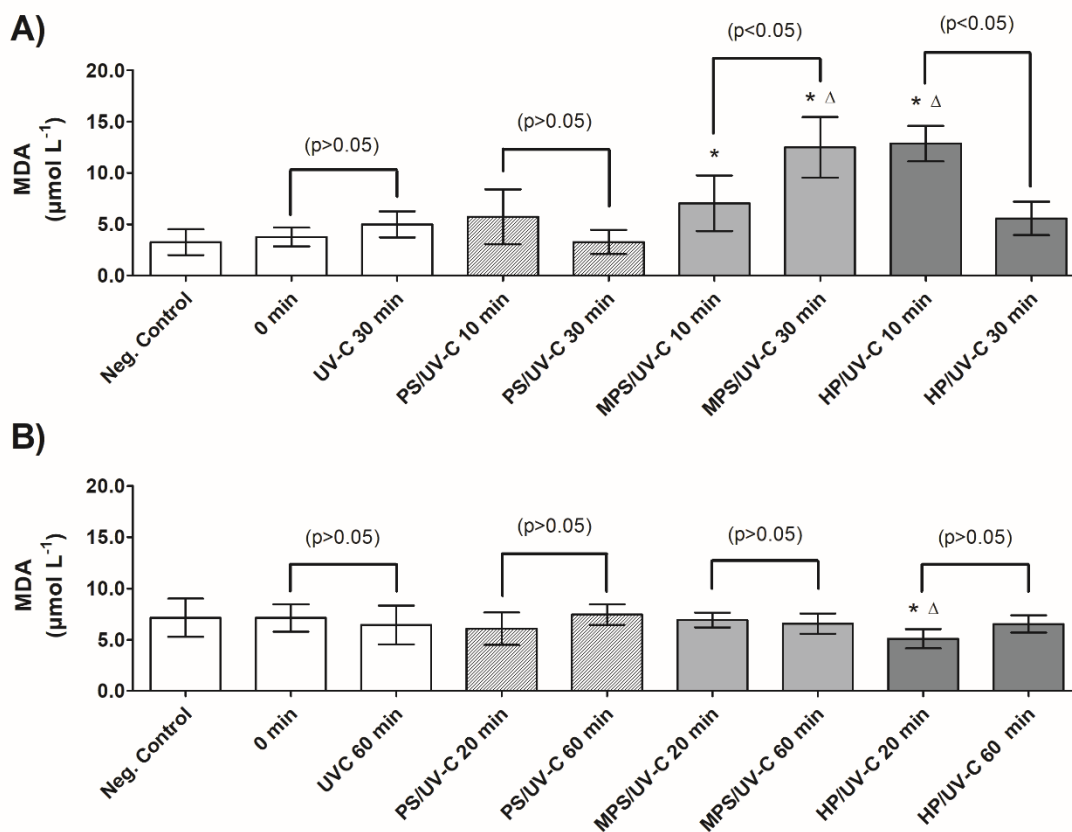 A)
(p<0.05)
(p<0.05)
(p>0.05)
(p>0.05)
MDA
(µmol L⁻¹)
20.0
15.0
10.0
5.0
0.0
*
* Δ
* Δ
Neg. Control
0 min
UV-C 30 min
PS/UV-C 10 min
PS/UV-C 30 min
MPS/UV-C 10 min
MPS/UV-C 30 min
HP/UV-C 10 min
HP/UV-C 30 min
B)
MDA
(µmol L⁻¹)
20.0
15.0
10.0
5.0
0.0
(p>0.05)
(p>0.05)
(p>0.05)
(p>0.05)
* Δ
Neg. Control
0 min
UVC 60 min
PS/UV-C 20 min
PS/UV-C 60 min
MPS/UV-C 20 min
MPS/UV-C 60 min
HP/UV-C 20 min
HP/UV-C 60 min